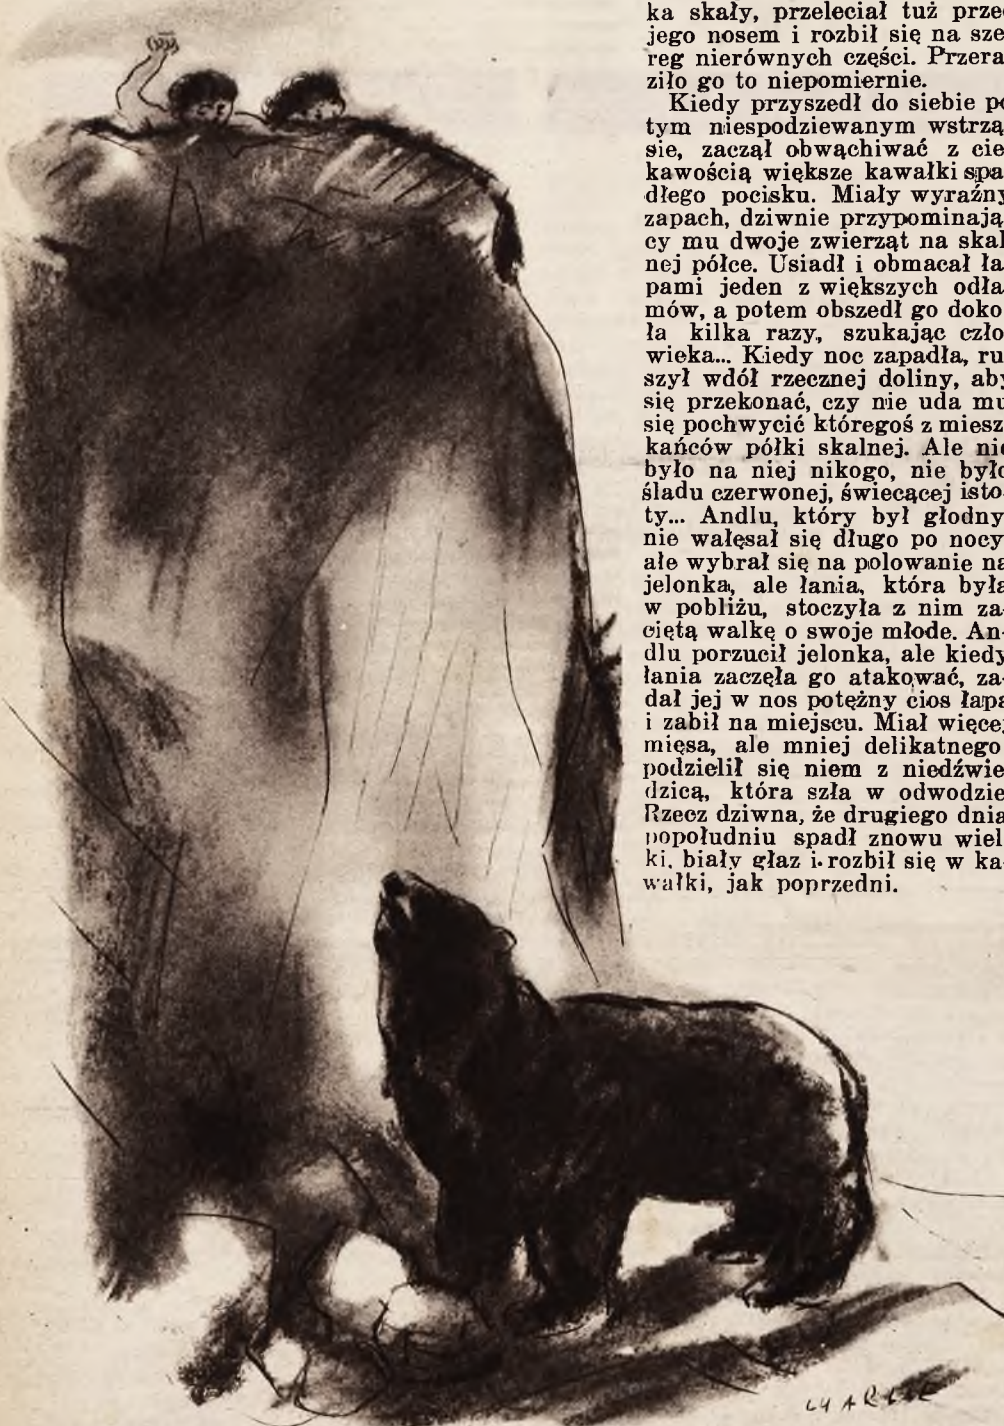 ka skały, przeleciał tuż prze
jego nosem i rozbił się na sze
reg nierównych części. Przera
ziło go to niepomiernie.
Kiedy przyszedł do siebie po
tym niespodziewanym wstrzą
sie, zaczął obwąchiwać z cie
kawością większe kawałki spa
dłego pocisku. Miały wyraźny
zapach, dziwnie przypominają
cy mu dwoje zwierząt na skal
nej półce. Usiadł i obmacał ła
pami jeden z większych odła
mów, a potem obszedł go doko
ła kilka razy, szukając czło
wieka... Kiedy noc zapadła, ru
szył wdół rzecznej doliny, aby
się przekonać, czy nie uda mu
się pochwycić któregoś z miesz
kańców półki skalnej. Ale nie
było na niej nikogo, nie było
śladu czerwonej, świecącej isto
ty... Andlu, który był głodny
nie wałęsał się długo po nocy
ale wybrał się na polowanie na
jelonka, ale łania, która była
w pobliżu, stoczyła z nim za-
ciętą walkę o swoje młode. An-
dlu porzucił jelonka, ale kiedy
łania zaczęła go atakować, za-
dał jej w nos potężny cios łapą
i zabił na miejscu. Miał więcej
mięsa, ale mniej delikatnego
podzielił się niem z niedźwie
dzicą, która szła w odwodzie
Rzecz dziwna, że drugiego dnia
popołudniu spadł znowu wiel
ki, biały głaz i rozbił się w ka-
wałki, jak poprzedni.
CHARLIE